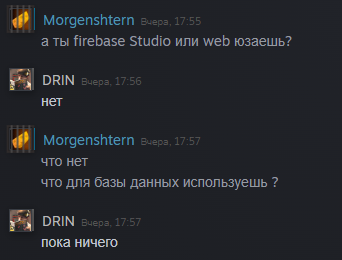 Morgenshtern Вчера, 17:55
а ты firebase Studio или web юзаешь?
DRIN Вчера, 17:56
нет
Morgenshtern Вчера, 17:57
что нет
что для базы данных используешь ?
DRIN Вчера, 17:57
пока ничего